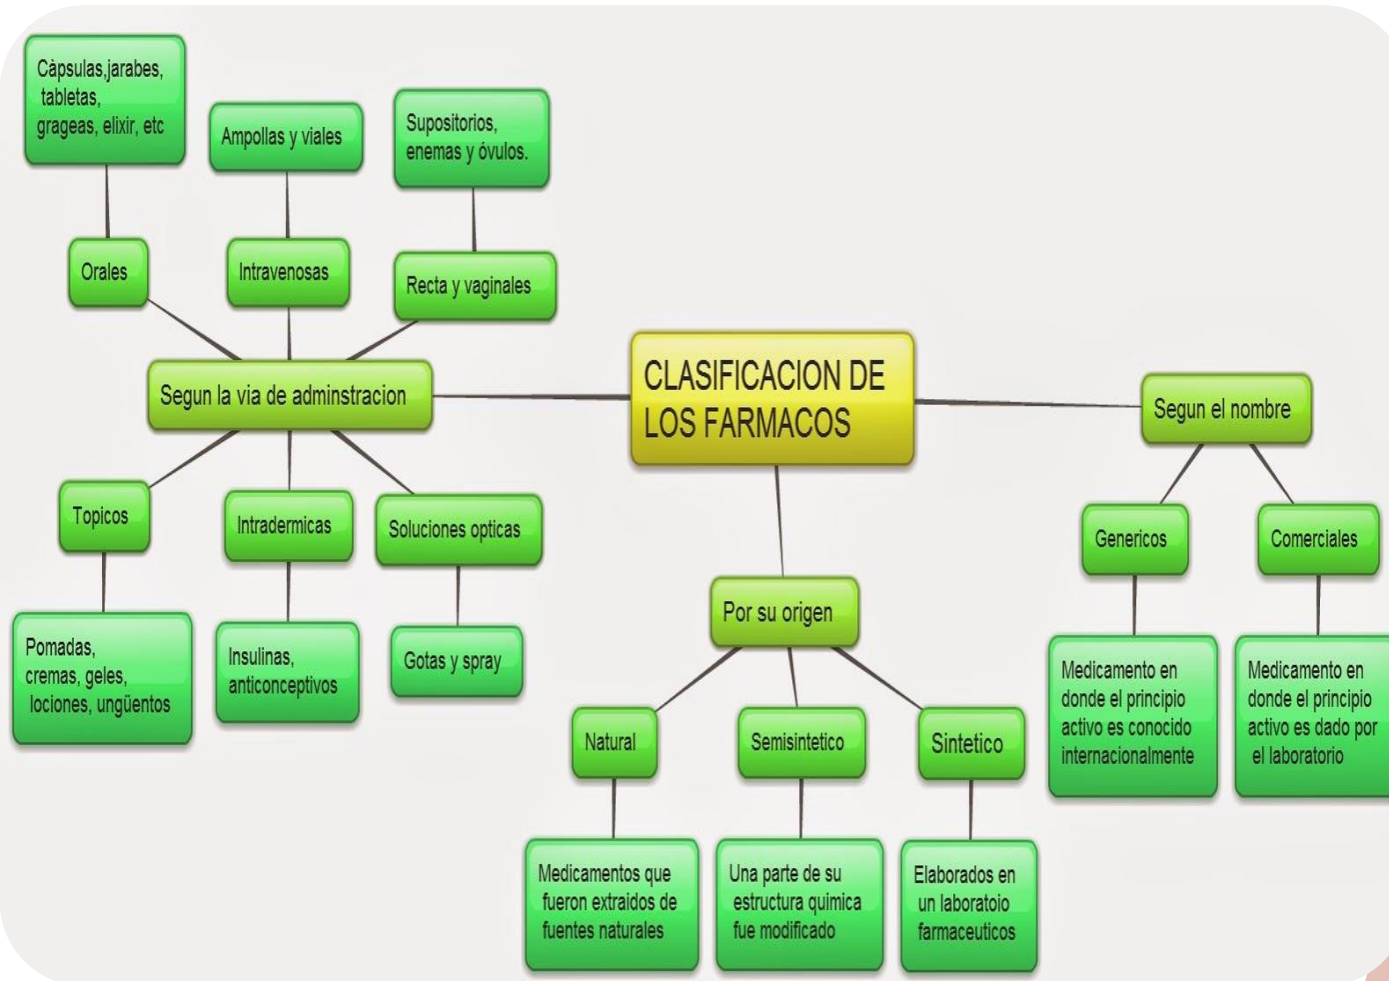 Càpsulas,jarabes,
tabletas,
grageas, elixir, etc
Ampollas y viales
Supositorios,
enemas y óvulos.
Orales
Intravenosas
Recta y vaginales
Segun la via de adminstracion
CLASIFICACION DE
LOS FARMACOS
Segun el nombre
Topicos
Intradermicas
Soluciones opticas
Genericos
Comerciales
Pomadas,
cremas, geles,
lociones, ungüentos
Insulinas,
anticonceptivos
Gotas y spray
Por su origen
Medicamento en
donde el principio
activo es conocido
internacionalmente
Medicamento en
donde el principio
activo es dado por
el laboratorio
Natural
Semisintetico
Sintetico
Medicamentos que
fueron extraidos de
fuentes naturales
Una parte de su
estructura quimica
fue modificado
Elaborados en
un laboratoio
farmaceuticos